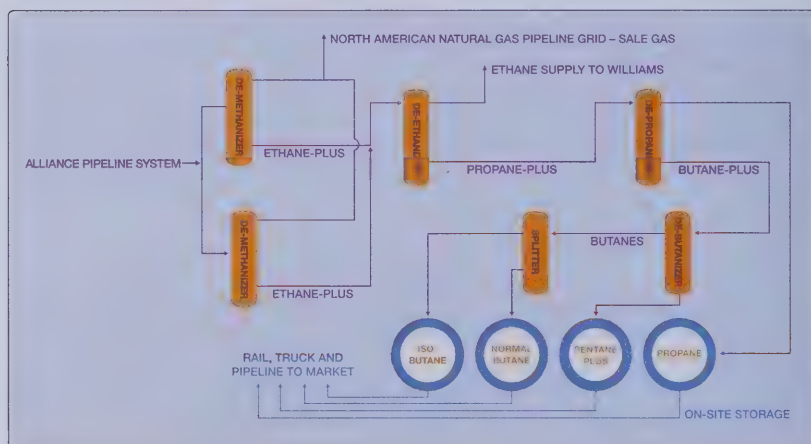 NORTH AMERICAN NATURAL GAS PIPELINE GRID – SALE GAS
ETHANE SUPPLY TO WILLIAMS
DE-METHANIZER
DE-ETHANIZER
DE-PROPANIZER
ALLIANCE PIPELINE SYSTEM
ETHANE-PLUS
PROPANE-PLUS
BUTANE-PLUS
DE-METHANIZER
SPLITTER
BUTANES
DE-BUTANIZER
ETHANE-PLUS
RAIL, TRUCK AND
PIPELINE TO MARKET
ISO
BUTANE
NORMAL
BUTANE
PENTANE
PLUS
PROPANE
ON-SITE STORAGE